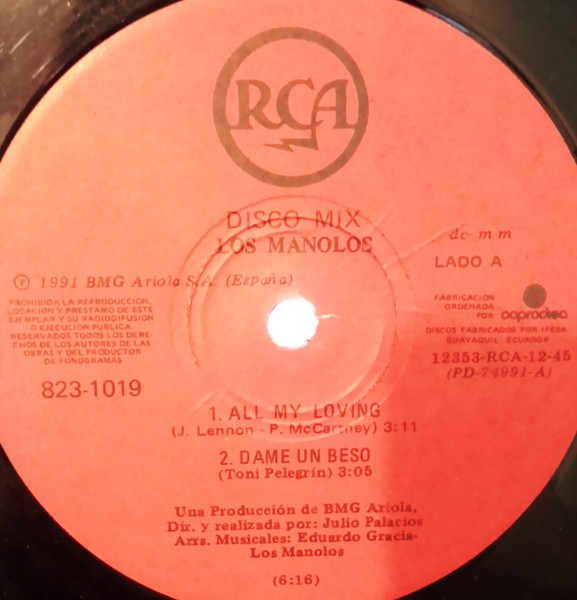 RCA
DISCO MIX
LOS MANOLOS
dc m m
LADO A
Ⓟ 1991 BMG Ariola S.A. (España)
PROHIBIDA LA REPRODUCCION,
LOCACION Y PRESTAMO DE ESTE
EJEMPLAR Y SU RADIODIFUSION
O EJECUCION PUBLICA.
RESERVADOS TODOS LOS DERE-
CHOS DE LOS AUTORES DE LAS
OBRAS Y DEL PRODUCTOR
DE FONOGRAMAS.
823-1019
FABRICACION
ORDENADA
POR
DISCOS FABRICADOS POR IFESA
GUAYAQUIL ECUADOR
12353-RCA-12-45
(PD-74991-A)
1. ALL MY LOVING
(J. Lennon - P. McCartney) 3:11
2. DAME UN BESO
(Toni Pelegrín) 3:05
Una Producción de BMG Ariola,
Dir. y realizada por: Julio Palacios
Arrs. Musicales: Eduardo Gracia-
Los Manolos
(6:16)